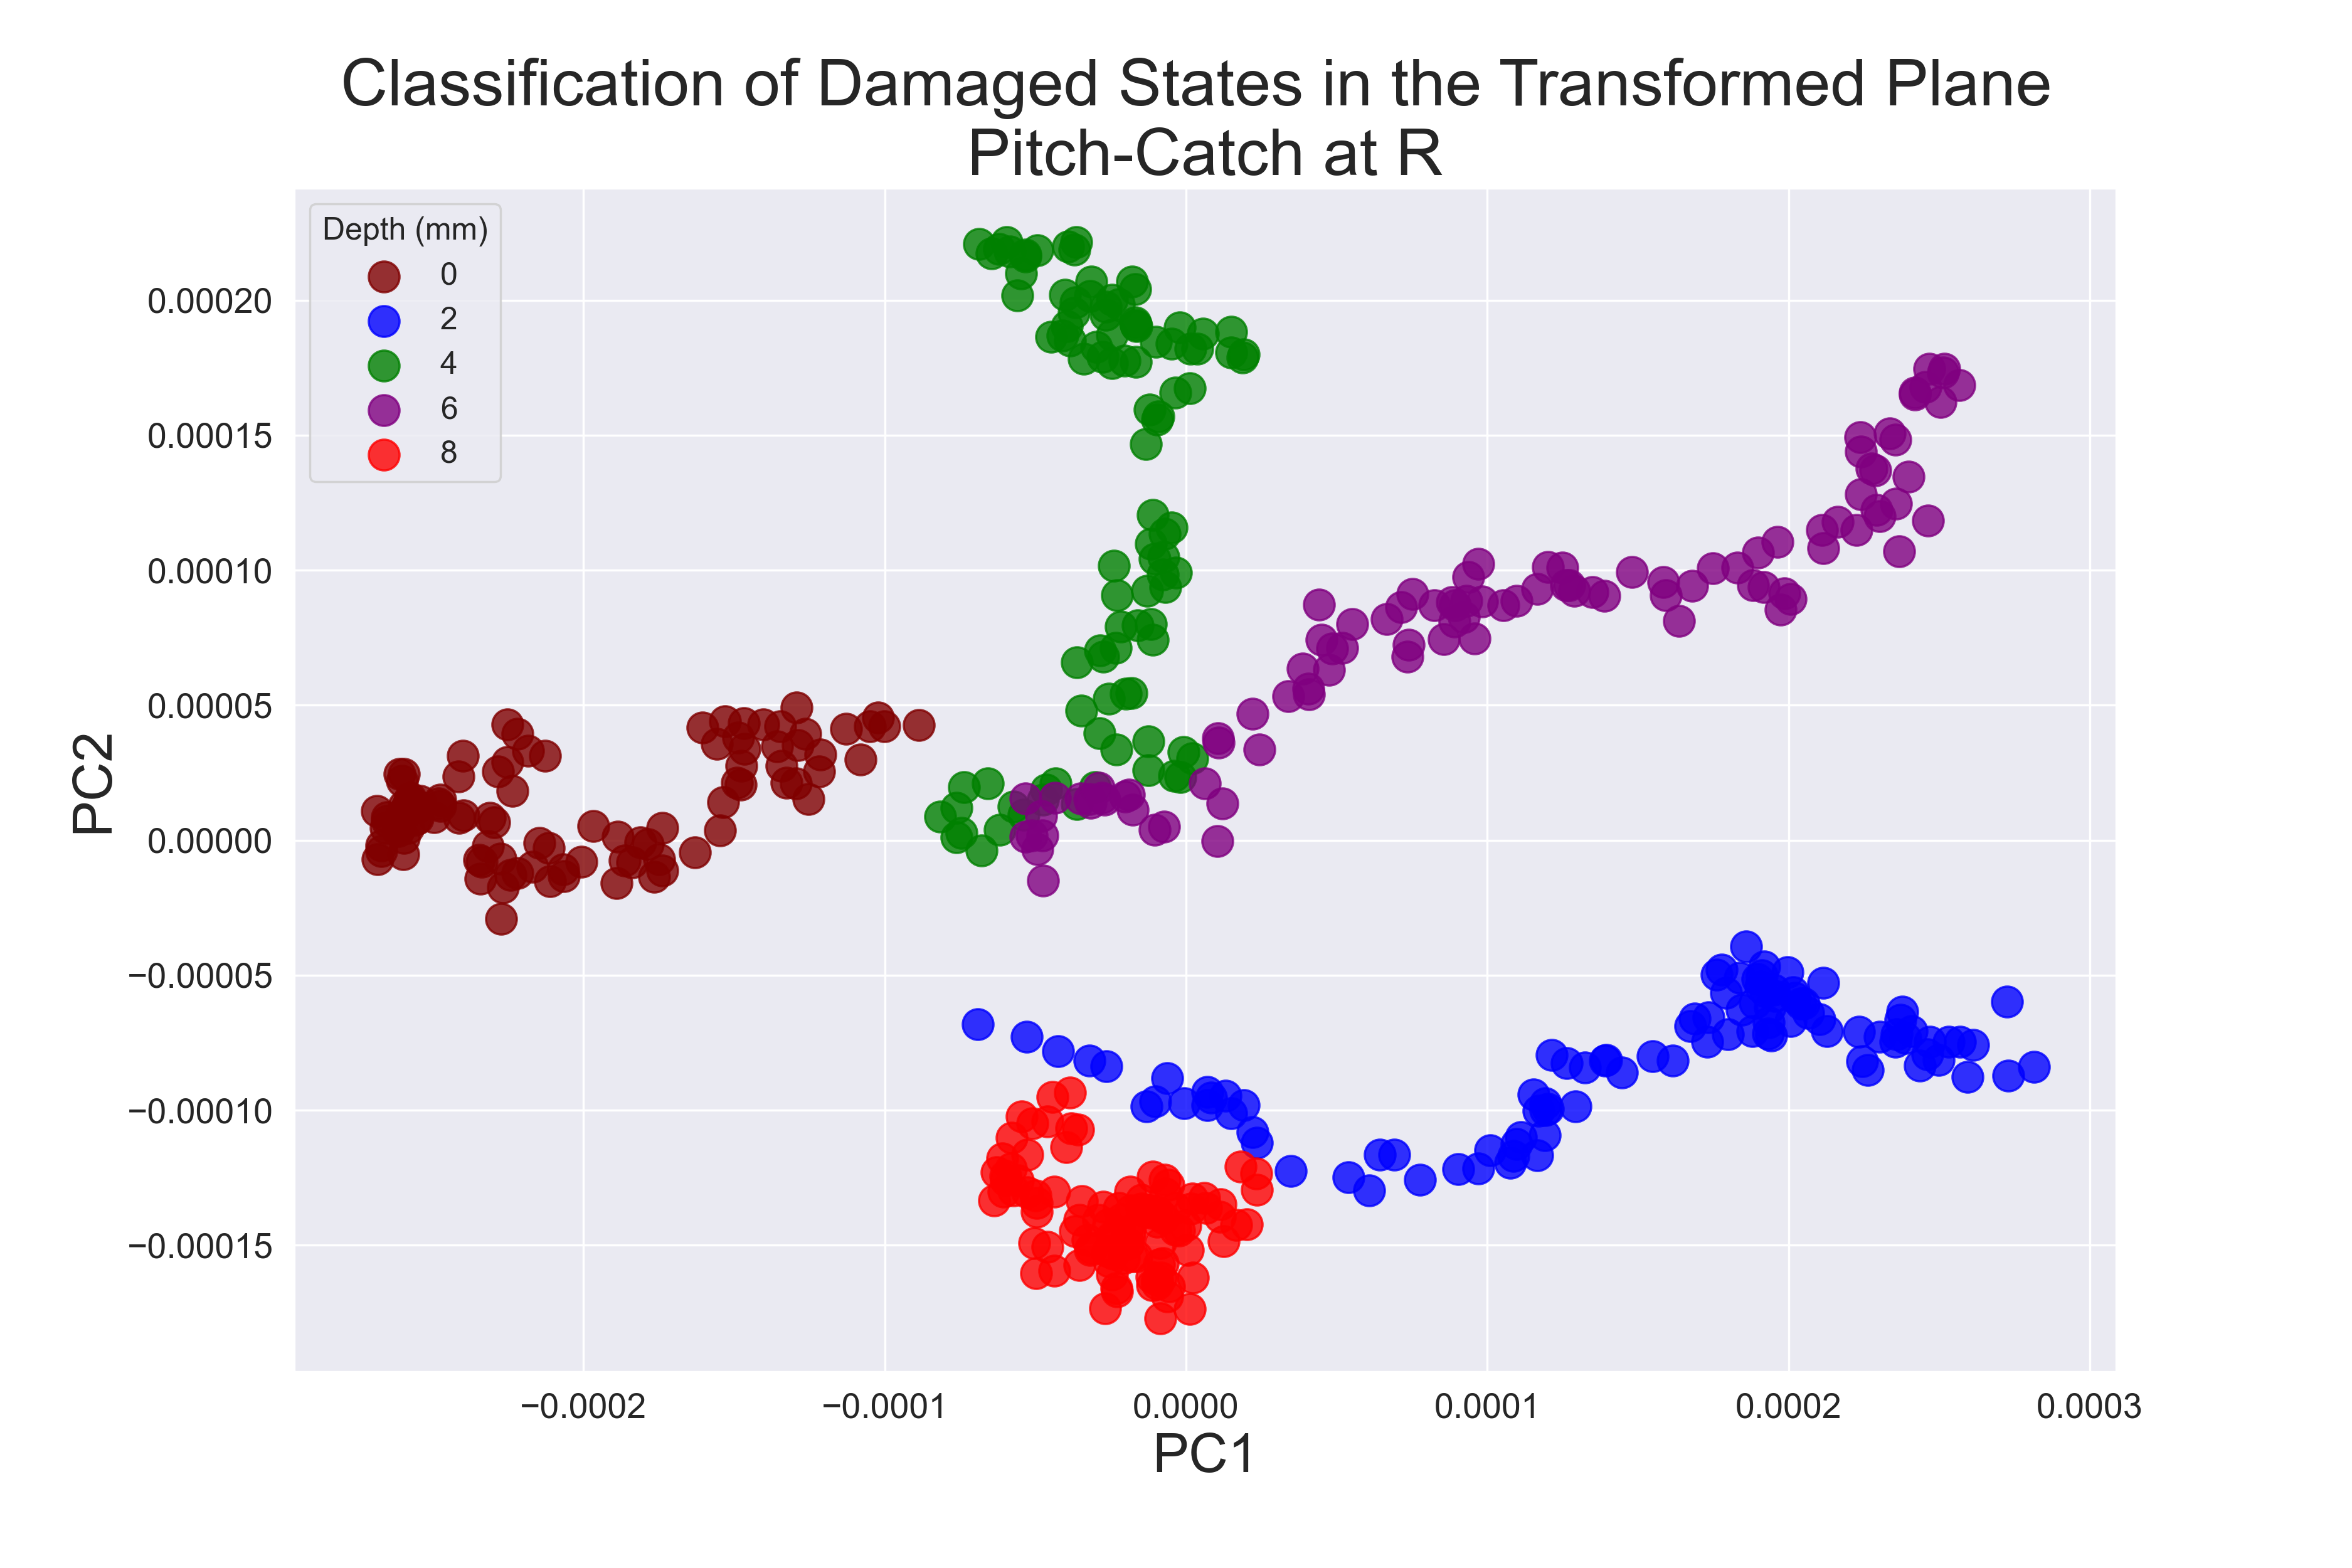 Classification of Damaged States in the Transformed Plane
Pitch-Catch at R
Depth (mm)
0
2
4
6
8
0.00020
0.00015
0.00010
0.00005
0.00000
−0.00005
−0.00010
−0.00015
PC2
−0.0002 −0.0001 0.0000 0.0001 0.0002 0.0003
PC1